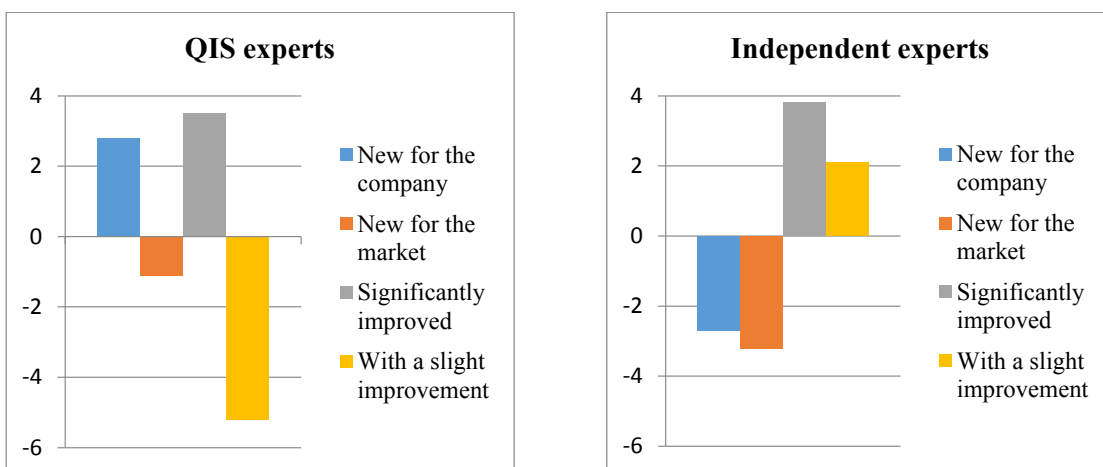 QIS experts
4
2
0
-2
-4
-6
New for the
company
New for the
market
Significantly
improved
With a slight
improvement
Independent experts
4
2
0
-2
-4
-6
New for the
company
New for the
market
Significantly
improved
With a slight
improvement